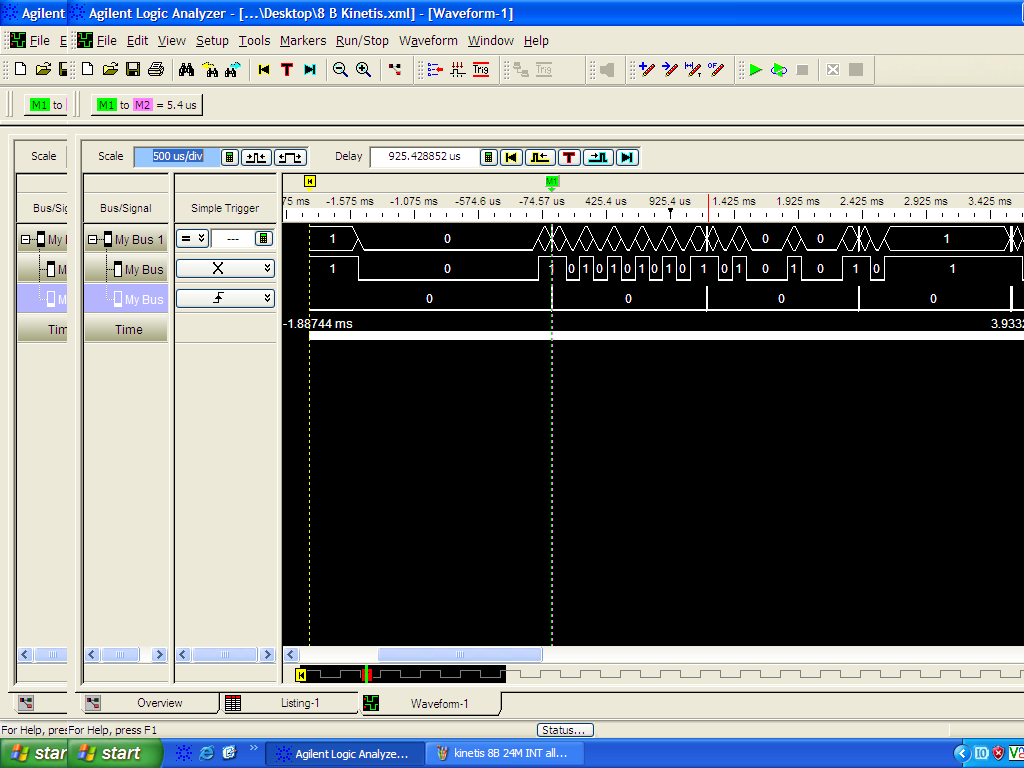 Agilent Agilent Logic Analyzer - [...\Desktop\8 B Kinetis.xml] - [Waveform-1]
File E File Edit View Setup Tools Markers Run/Stop Waveform Window Help
M1 to M1 to M2 = 5.4 us
Scale Scale 500 us/div Delay 925.428852 us
M1
75 ms -1.575 ms -1.075 ms -574.6 us -74.57 us 425.4 us 925.4 us 1.425 ms 1.925 ms 2.425 ms 2.925 ms 3.425 ms
Bus/Sig Bus/Signal Simple Trigger
My My Bus 1 = --- 1 0 0 0 1
M My Bus X 1 0 1 0 1 0 1 0 1 0 1 0 1 0 1 0 1 0 1 0 1
M My Bus 0 0 0 0
Tim Time -1.88744 ms 3.9332
Overview Listing-1 Waveform-1
For Help, pres For Help, press F1 Status...
star start Agilent Logic Analyze... kinetis 8B 24M INT all...